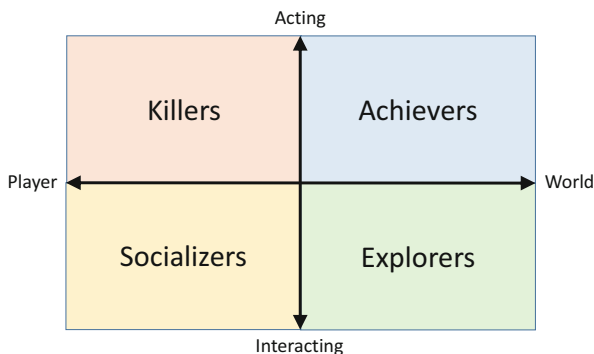 Acting
Killers
Achievers
Player
World
Socializers
Explorers
Interacting